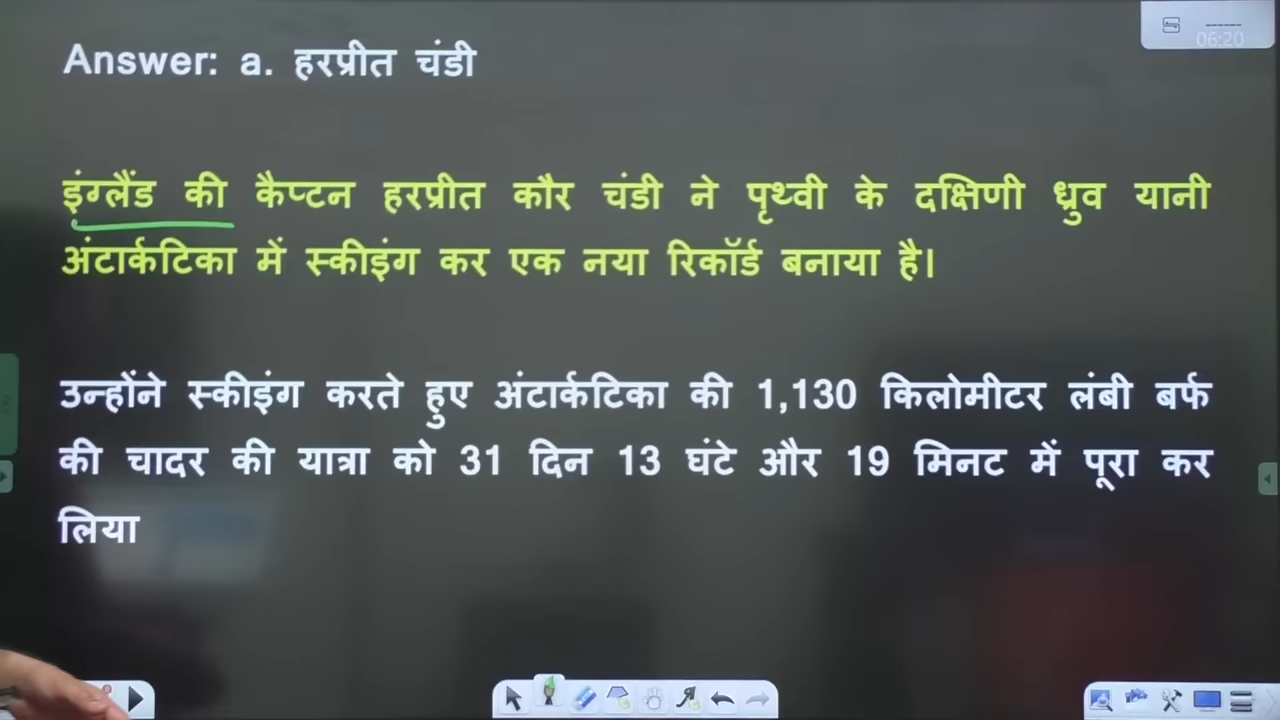 06:20
Answer: a. हरप्रीत चंडी
इंग्लैंड की कैप्टन हरप्रीत कौर चंडी ने पृथ्वी के दक्षिणी ध्रुव यानी
अंटार्कटिका में स्कीइंग कर एक नया रिकॉर्ड बनाया है।
उन्होंने स्कीइंग करते हुए अंटार्कटिका की 1,130 किलोमीटर लंबी बर्फ
की चादर की यात्रा को 31 दिन 13 घंटे और 19 मिनट में पूरा कर
लिया